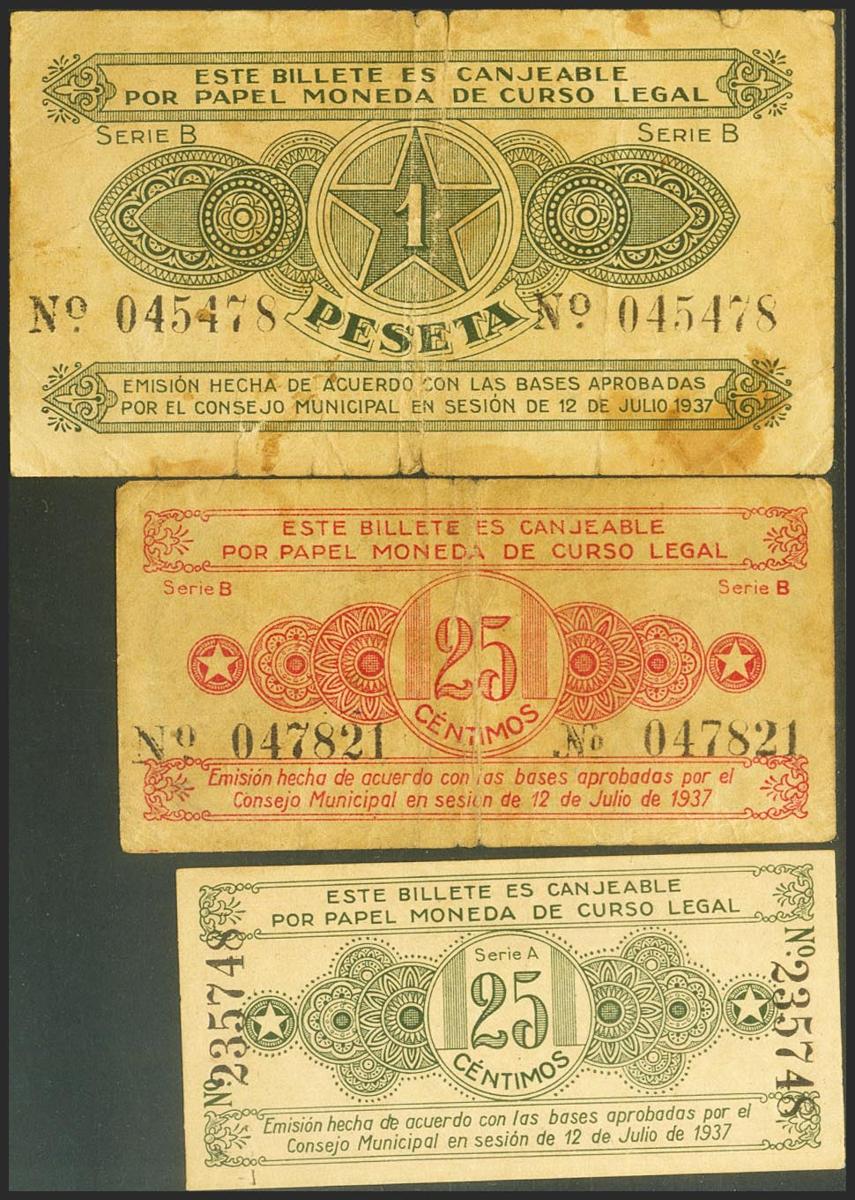 ESTE BILLETE ES CANJEABLE
POR PAPEL MONEDA DE CURSO LEGAL
SERIE B SERIE B
1
Nº 045478 PESETA Nº 045478
EMISIÓN HECHA DE ACUERDO CON LAS BASES APROBADAS
POR EL CONSEJO MUNICIPAL EN SESIÓN DE 12 DE JULIO 1937
ESTE BILLETE ES CANJEABLE
POR PAPEL MONEDA DE CURSO LEGAL
Serie B Serie B
25
CÉNTIMOS
Nº 047821 Nº 047821
Emisión hecha de acuerdo con las bases aprobadas por el
Consejo Municipal en sesión de 12 de Julio de 1937
ESTE BILLETE ES CANJEABLE
POR PAPEL MONEDA DE CURSO LEGAL
Serie A
Nº 235748 25 Nº 235748
CÉNTIMOS
Emisión hecha de acuerdo con las bases aprobadas por el
Consejo Municipal en sesión de 12 de Julio de 1937